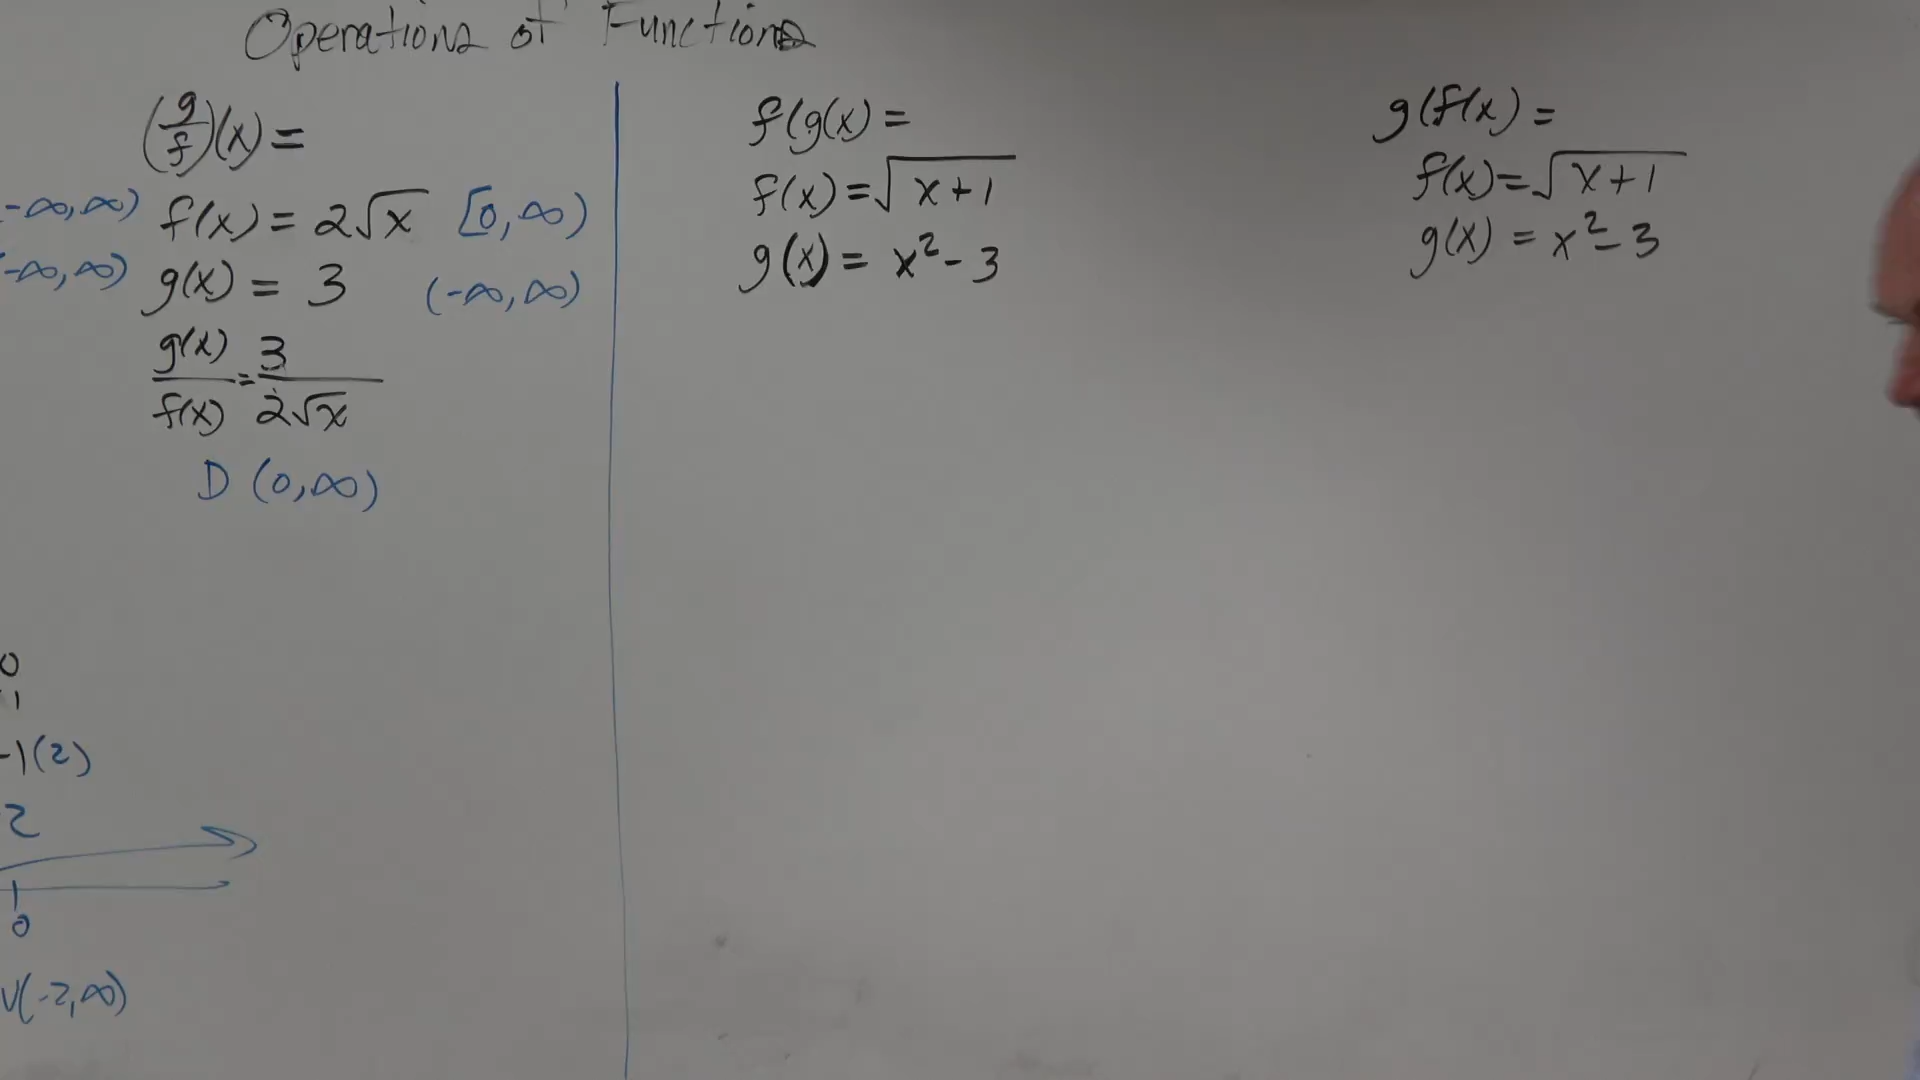 Operations of Functions
(g/f)(x) =
-∞,∞) f(x) = 2√x [0,∞)
-∞,∞) g(x) = 3 (-∞,∞)
g(x)/f(x) = 3/2√x
D (0,∞)
0
1
-1(2)
2
0
∪(-2,∞)
f(g(x) =
f(x) = √x+1
g(x) = x²-3
g(f(x) =
f(x) = √x+1
g(x) = x²-3